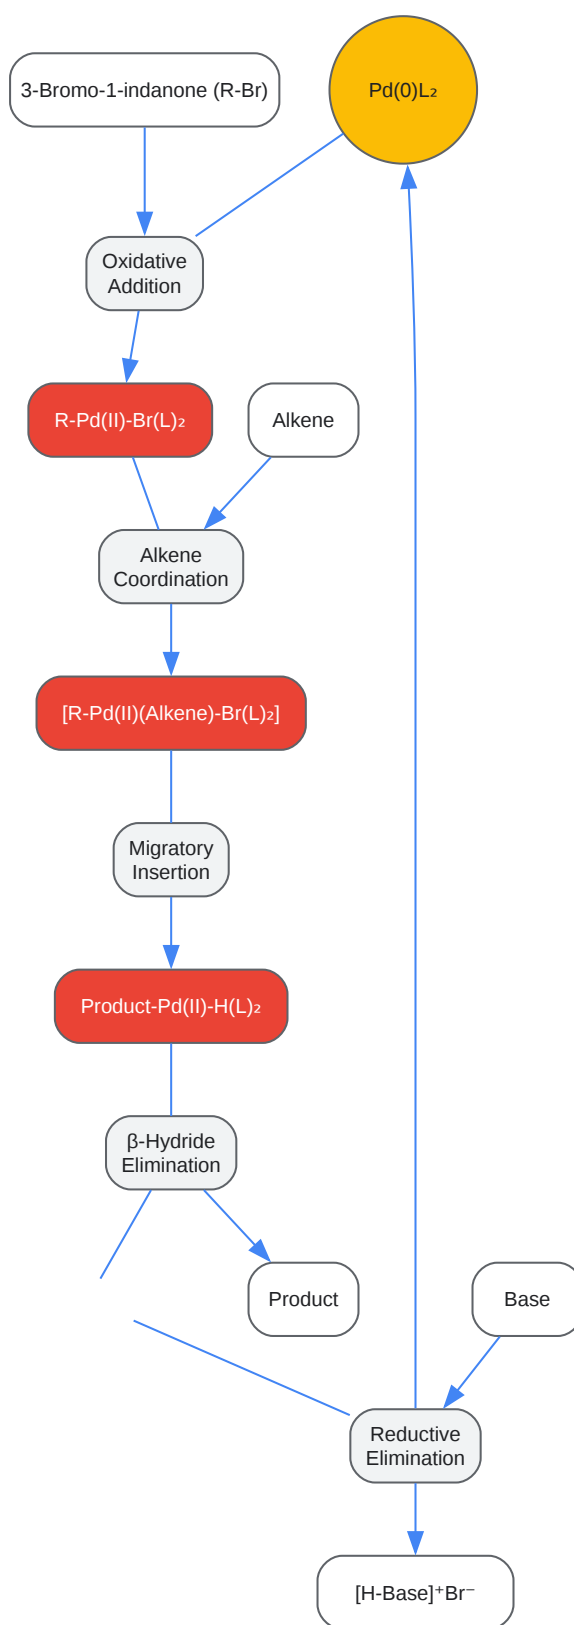 3-Bromo-1-indanone (R-Br)
Pd(0)L₂
Oxidative
Addition
R-Pd(II)-Br(L)₂
Alkene
Alkene
Coordination
[R-Pd(II)(Alkene)-Br(L)₂]
Migratory
Insertion
Product-Pd(II)-H(L)₂
β-Hydride
Elimination
Product
Base
Reductive
Elimination
[H-Base]⁺Br⁻